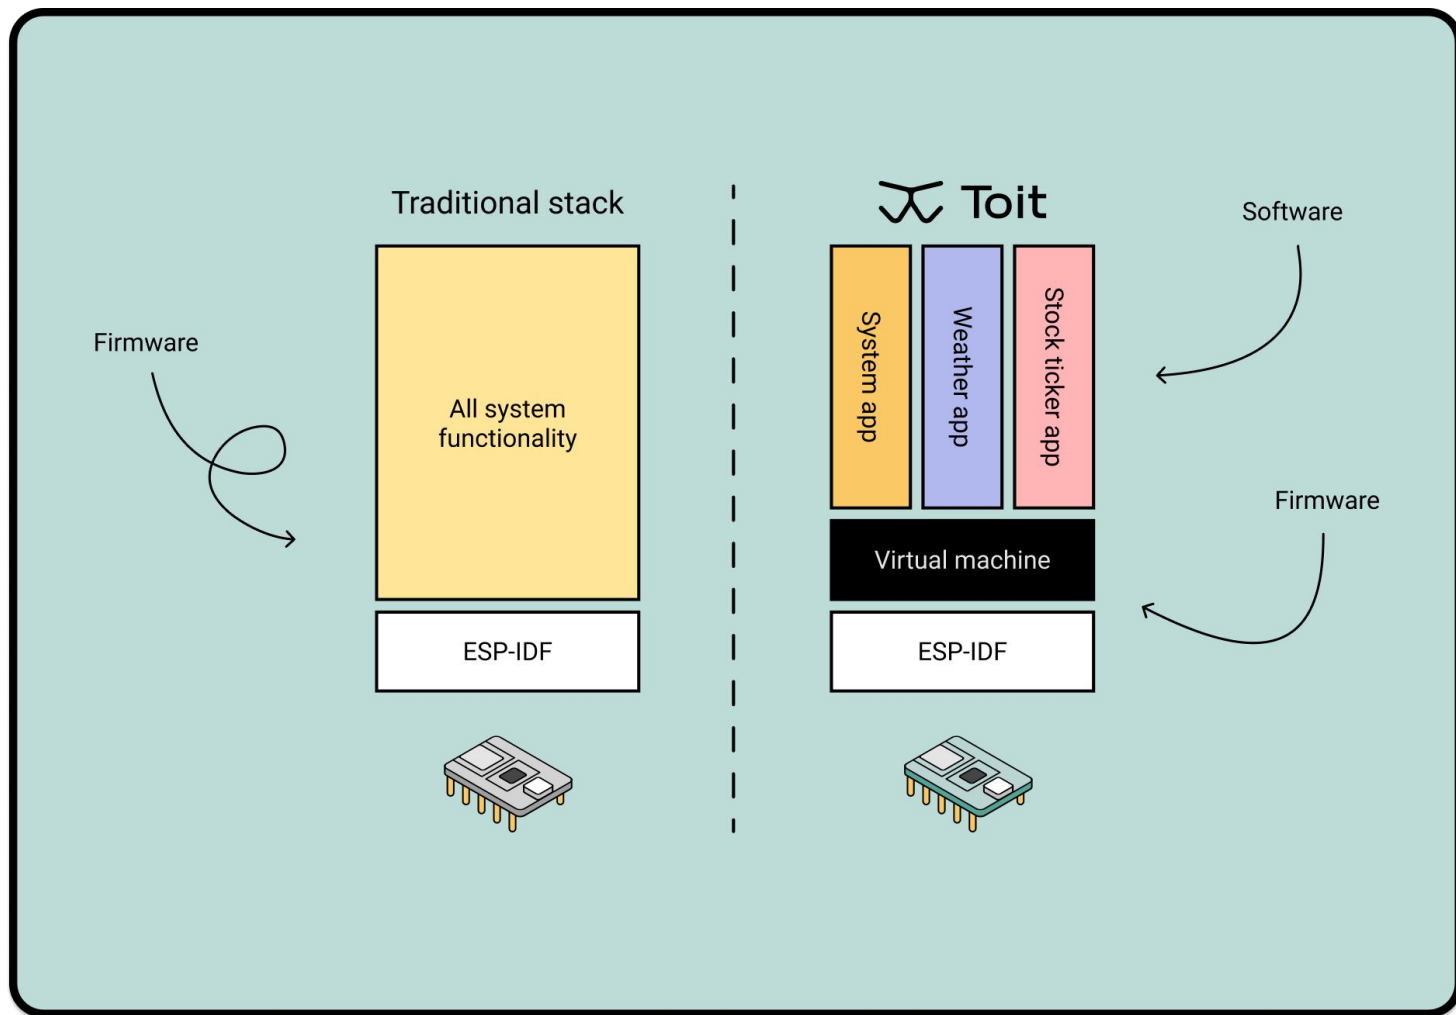 Traditional stack
Firmware
All system
functionality
ESP-IDF
Toit
Software
System app
Weather app
Stock ticker app
Firmware
Virtual machine
ESP-IDF